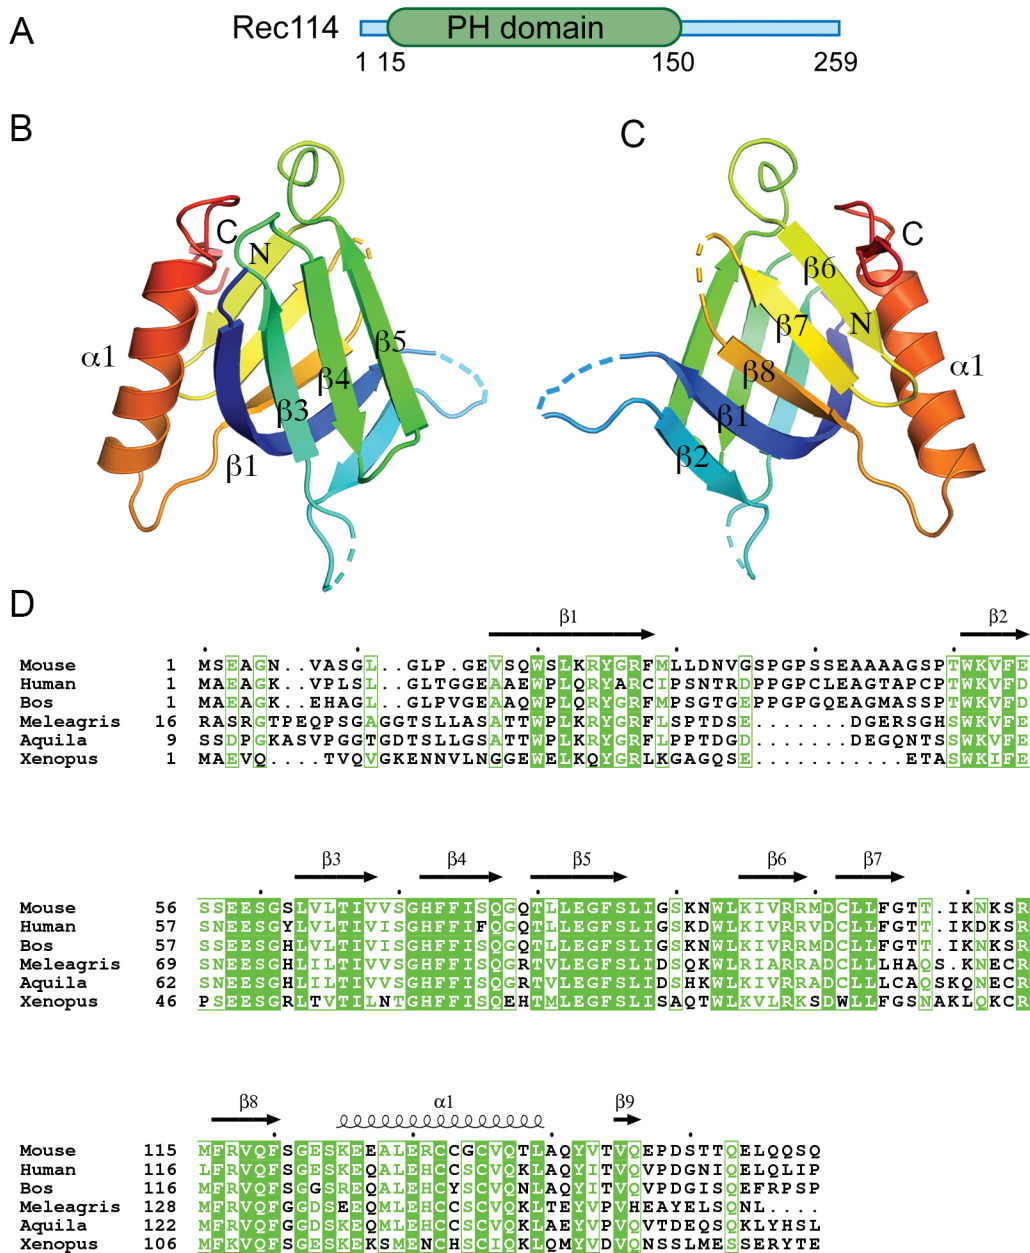 A
Rec114 PH domain
1 15 150 259
B
C
C
N
α1
β5
β4
β3
β1
β6
C
N
β7
α1
β8
β1
β2
D
β1 β2
Mouse 1 MSEAGN..VASGL..GLP.GEVSQWSLKRYGRFMLLDNVGSPGPSSEAAAAGSPTWKVFE
Human 1 MAEAGK..VPLSL..GLTGGEAAEWPLQRYARCIPSNTRDPPGPCLEAGTAPCPTWKVFD
Bos 1 MAEAGK..EHAGL..GLPVGEAAQWPLQRYGRFMPSGTGEPPGPGQEAGMASSPTWKVFD
Meleagris 16 RASRGTPEQPSGAGGTSLLASATTWPLKRYGRFLSPTDSE........DGERSGHSWKVFE
Aquila 9 SSDPGKASVPGGTGDTSLLGSATTWPLKRYGRFLPPTDGD........DEGQNTSSWKVFE
Xenopus 1 MAEVQ....TVQVGKENNVLNGGEWELKQYGRLKGAGQSE............ETASWKIFE
β3 β4 β5 β6 β7
Mouse 56 SSEESGSLVLTIVVSGHFFISQGQTLLEGFSLIGSKNWLKIVRRMDCLLFGTT.IKNKSR
Human 57 SNEESGYLVLTIVISGHFFIFQGQTLLEGFSLIGSKDWLKIVRRVDCLLFGTT.IKDKSR
Bos 57 SSEESGHLVLTIVISGHFFISQGQTLLEGFSLIGSKNWLKIVRRMDCLLFGTT.IKNKSR
Meleagris 69 SNEESGHLILTIVVSGHFFISQGRTVLEGFSLIDSQKWLRIARRADCLLHAQS.KNECR
Aquila 62 SNEESGHLILTIVVSGHFFISQGRTVLEGFSLIDSHKWLKIVRRADCLLLCAQSKQNECR
Xenopus 46 PSEESGRLTVTILNTGHFFISQEHTMLEGFSLISAQTWLKVLRKSDWLLFGSNAKLQKCR
β8 α1 β9
Mouse 115 MFRVQFSGESKEEALERCCGCVQTLAQYVTVQEPDSTTQELQQSQ
Human 116 LFRVQFSGESKEQALEHCCSCVQKLAQYITVQVPDGNIQELQLIP
Bos 116 MFRVQFSGGSREQALEHCYSCVQNLAQYITVQVPDGISQEFRPSP
Meleagris 128 MFRVQFGGDSEEQMLEHCCSCVQKLTEYVPVHEAYELSQNL....
Aquila 122 MFRVQFGGDSKEQMLEHCCSCVQKLAEYVPVQVTDEQSQKLYHSL
Xenopus 106 MFKVQFSGESKEKSMENCHSCIQKLQMYVDVQNSSLMESSERYTE